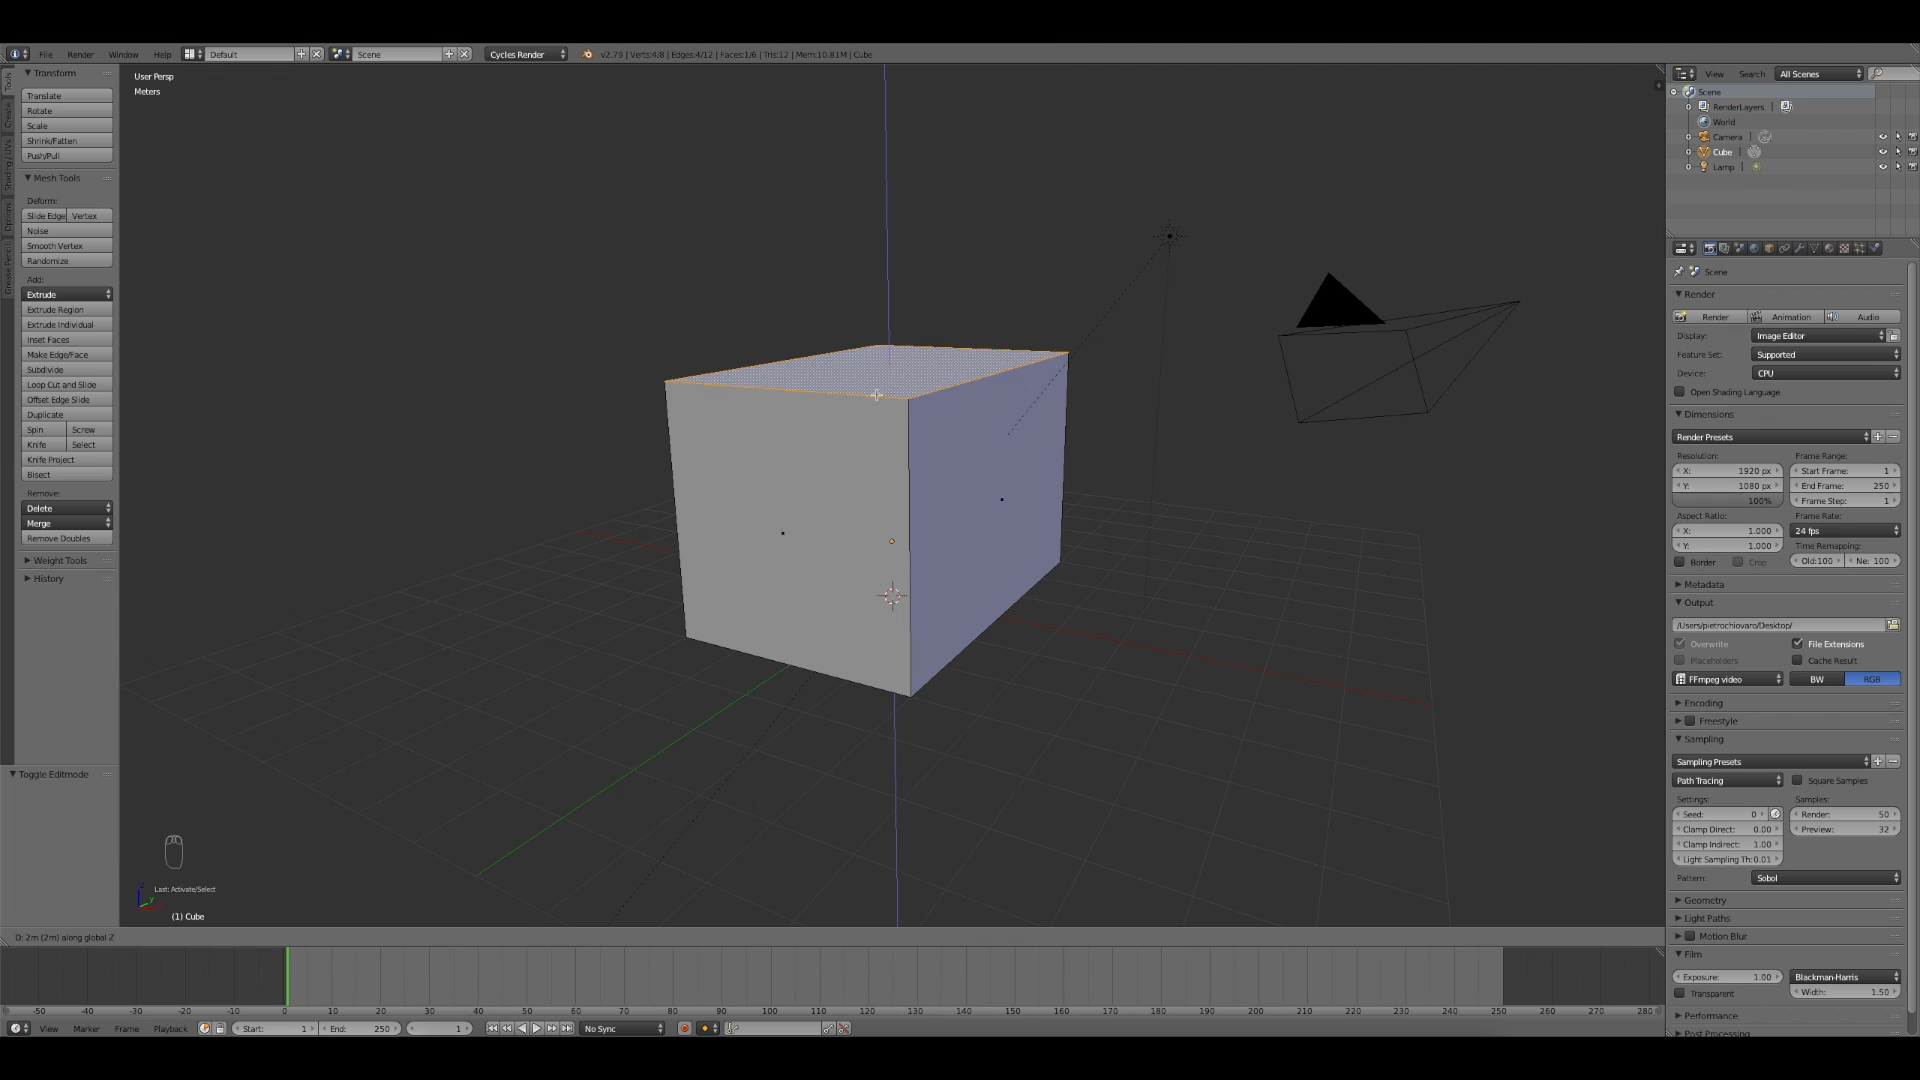 File Render Window Help Default Scene Cycles Render v2.79 | Verts:4/8 | Edges:4/12 | Faces:1/6 | Tris:12 | Mem:10.81M | Cube
Tools
Create
Shading / UVs
Options
Grease Pencil
Transform
Translate
Rotate
Scale
Shrink/Fatten
Push/Pull
Mesh Tools
Deform:
Slide Edge Vertex
Noise
Smooth Vertex
Randomize
Add:
Extrude
Extrude Region
Extrude Individual
Inset Faces
Make Edge/Face
Subdivide
Loop Cut and Slide
Offset Edge Slide
Duplicate
Spin Screw
Knife Select
Knife Project
Bisect
Remove:
Delete
Merge
Remove Doubles
Weight Tools
History
Toggle Editmode
User Persp
Meters
Last: Activate/Select
z
y
(1) Cube
D: 2m (2m) along global Z
View Search All Scenes
Scene
RenderLayers |
World
Camera |
Cube |
Lamp |
Scene
Render
Render Animation Audio
Display: Image Editor
Feature Set: Supported
Device: CPU
Open Shading Language
Dimensions
Render Presets
Resolution: Frame Range:
X: 1920 px Start Frame: 1
Y: 1080 px End Frame: 250
100% Frame Step: 1
Aspect Ratio: Frame Rate:
X: 1.000 24 fps
Y: 1.000 Time Remapping:
Border Crop Old:100 Ne: 100
Metadata
Output
/Users/pietrochiovaro/Desktop/
Overwrite File Extensions
Placeholders Cache Result
FFmpeg video BW RGB
Encoding
Freestyle
Sampling
Sampling Presets
Path Tracing Square Samples
Settings: Samples:
Seed: 0 Render: 50
Clamp Direct: 0.00 Preview: 32
Clamp Indirect: 1.00
Light Sampling Th:0.01
Pattern: Sobol
Geometry
Light Paths
Motion Blur
Film
Exposure: 1.00 Blackman-Harris
Transparent Width: 1.50
Performance
Post Processing
-50 -40 -30 -20 -10 0 10 20 30 40 50 60 70 80 90 100 110 120 130 140 150 160 170 180 190 200 210 220 230 240 250 260 270 280
View Marker Frame Playback Start: 1 End: 250 1 No Sync